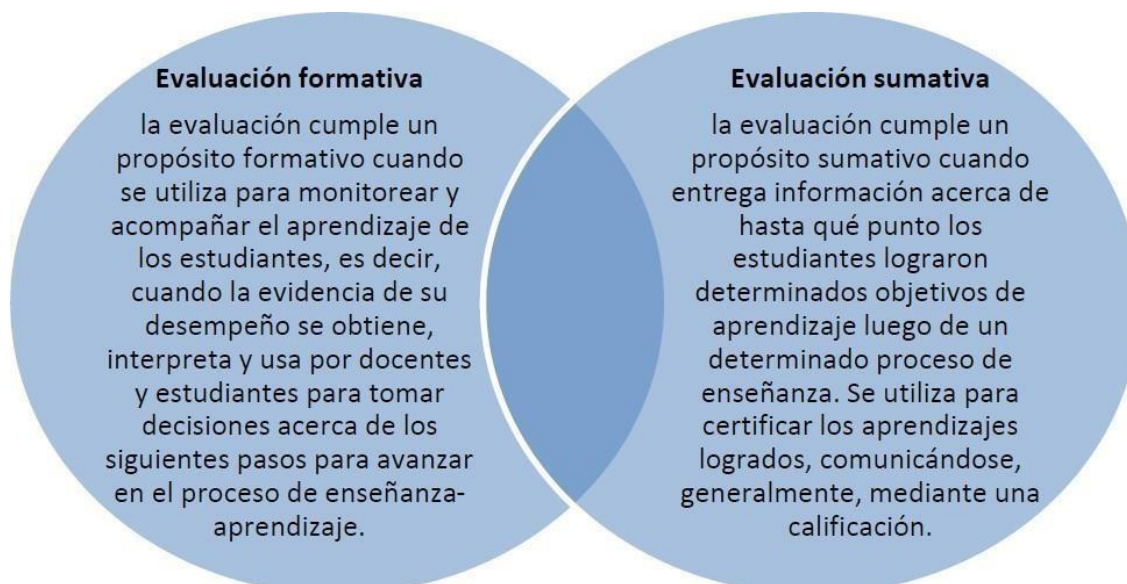 Evaluación formativa
la evaluación cumple un
propósito formativo cuando
se utiliza para monitorear y
acompañar el aprendizaje de
los estudiantes, es decir,
cuando la evidencia de su
desempeño se obtiene,
interpreta y usa por docentes
y estudiantes para tomar
decisiones acerca de los
siguientes pasos para avanzar
en el proceso de enseñanza-
aprendizaje.
Evaluación sumativa
la evaluación cumple un
propósito sumativo cuando
entrega información acerca de
hasta qué punto los
estudiantes lograron
determinados objetivos de
aprendizaje luego de un
determinado proceso de
enseñanza. Se utiliza para
certificar los aprendizajes
logrados, comunicándose,
generalmente, mediante una
calificación.